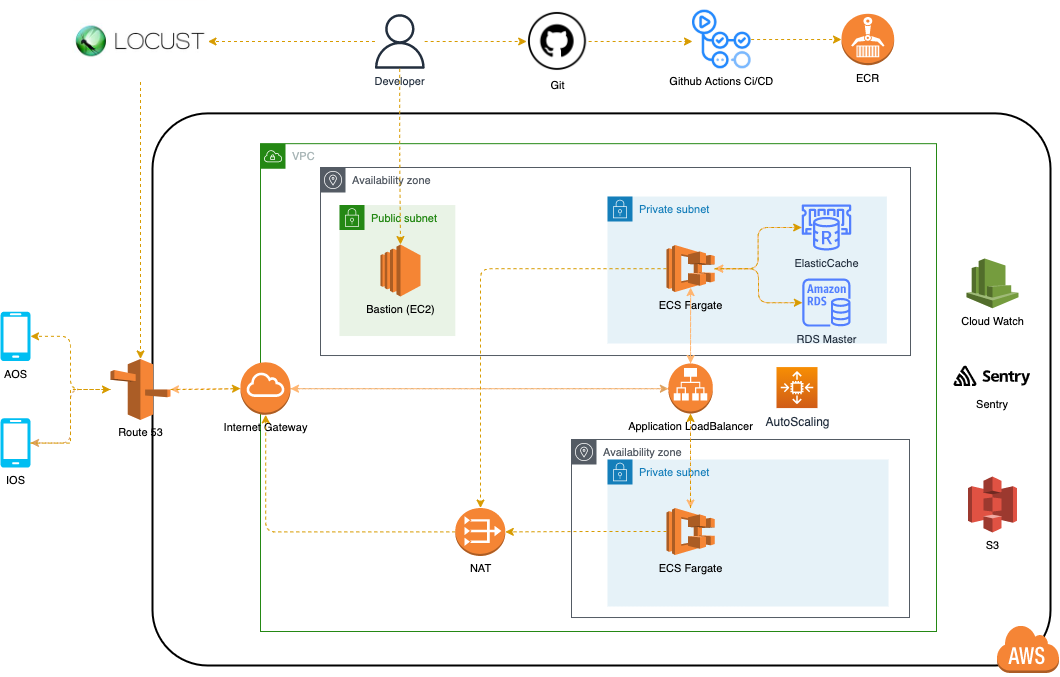 LOCUST
Developer
Git
Github Actions Ci/CD
ECR
VPC
Availability zone
Public subnet
Bastion (EC2)
Private subnet
R
ElasticCache
ECS Fargate
Amazon
RDS
RDS Master
Cloud Watch
AOS
Route 53
Internet Gateway
Application LoadBalancer
AutoScaling
Sentry
Sentry
IOS
Availability zone
Private subnet
NAT
ECS Fargate
S3
AWS